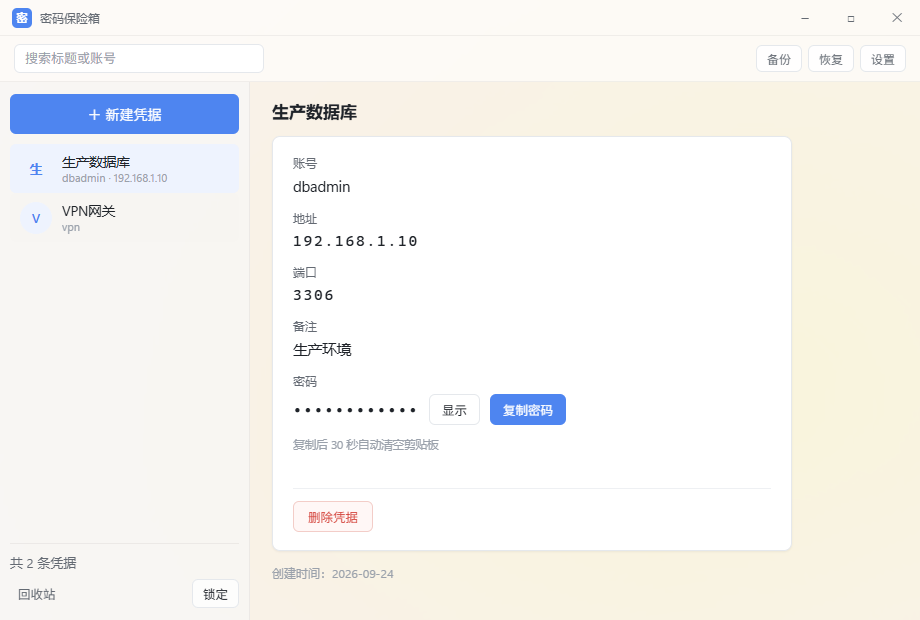 密 密码保险箱
搜索标题或账号
备份 恢复 设置
+ 新建凭据
生 生产数据库
dbadmin · 192.168.1.10
V VPN网关
vpn
共 2 条凭据
回收站 锁定
生产数据库
账号
dbadmin
地址
192.168.1.10
端口
3306
备注
生产环境
密码
•••••••••••• 显示 复制密码
复制后 30 秒自动清空剪贴板
删除凭据
创建时间：2026-09-24